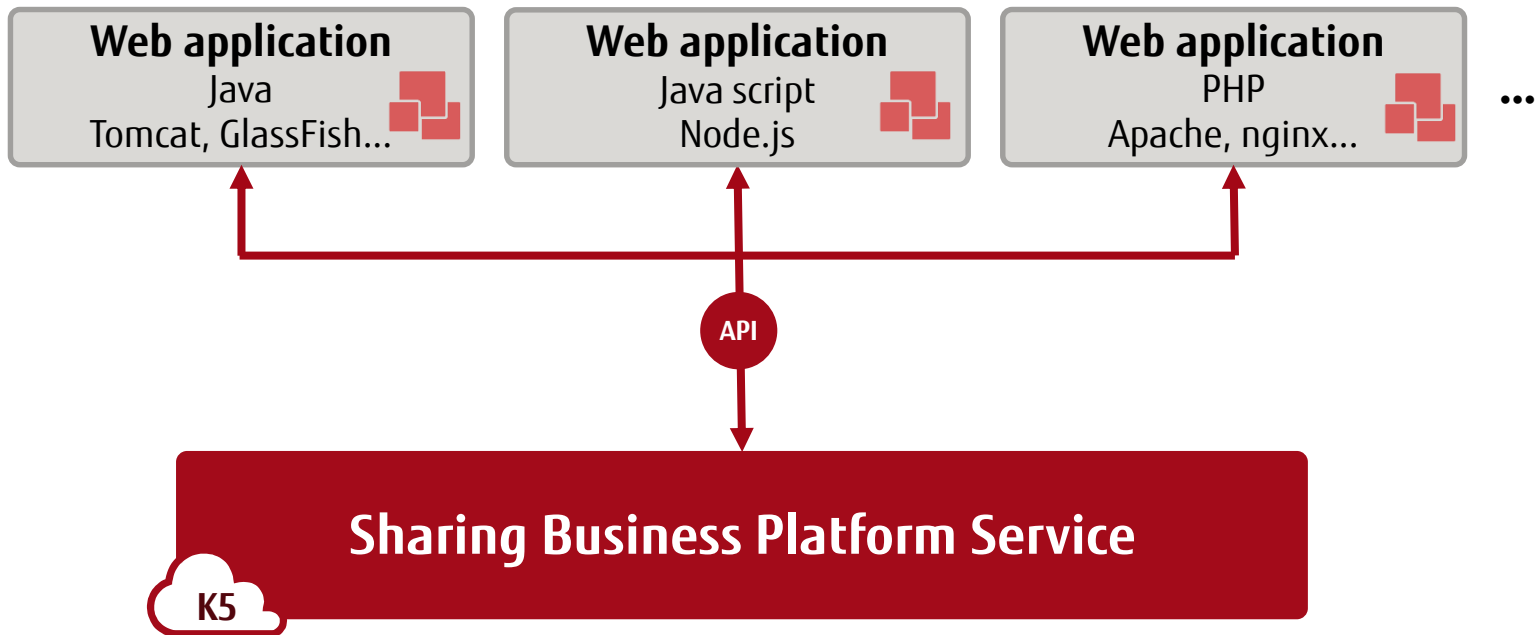 Web application
Java
Tomcat, GlassFish...
Web application
Java script
Node.js
Web application
PHP
Apache, nginx...
...
API
Sharing Business Platform Service
K5